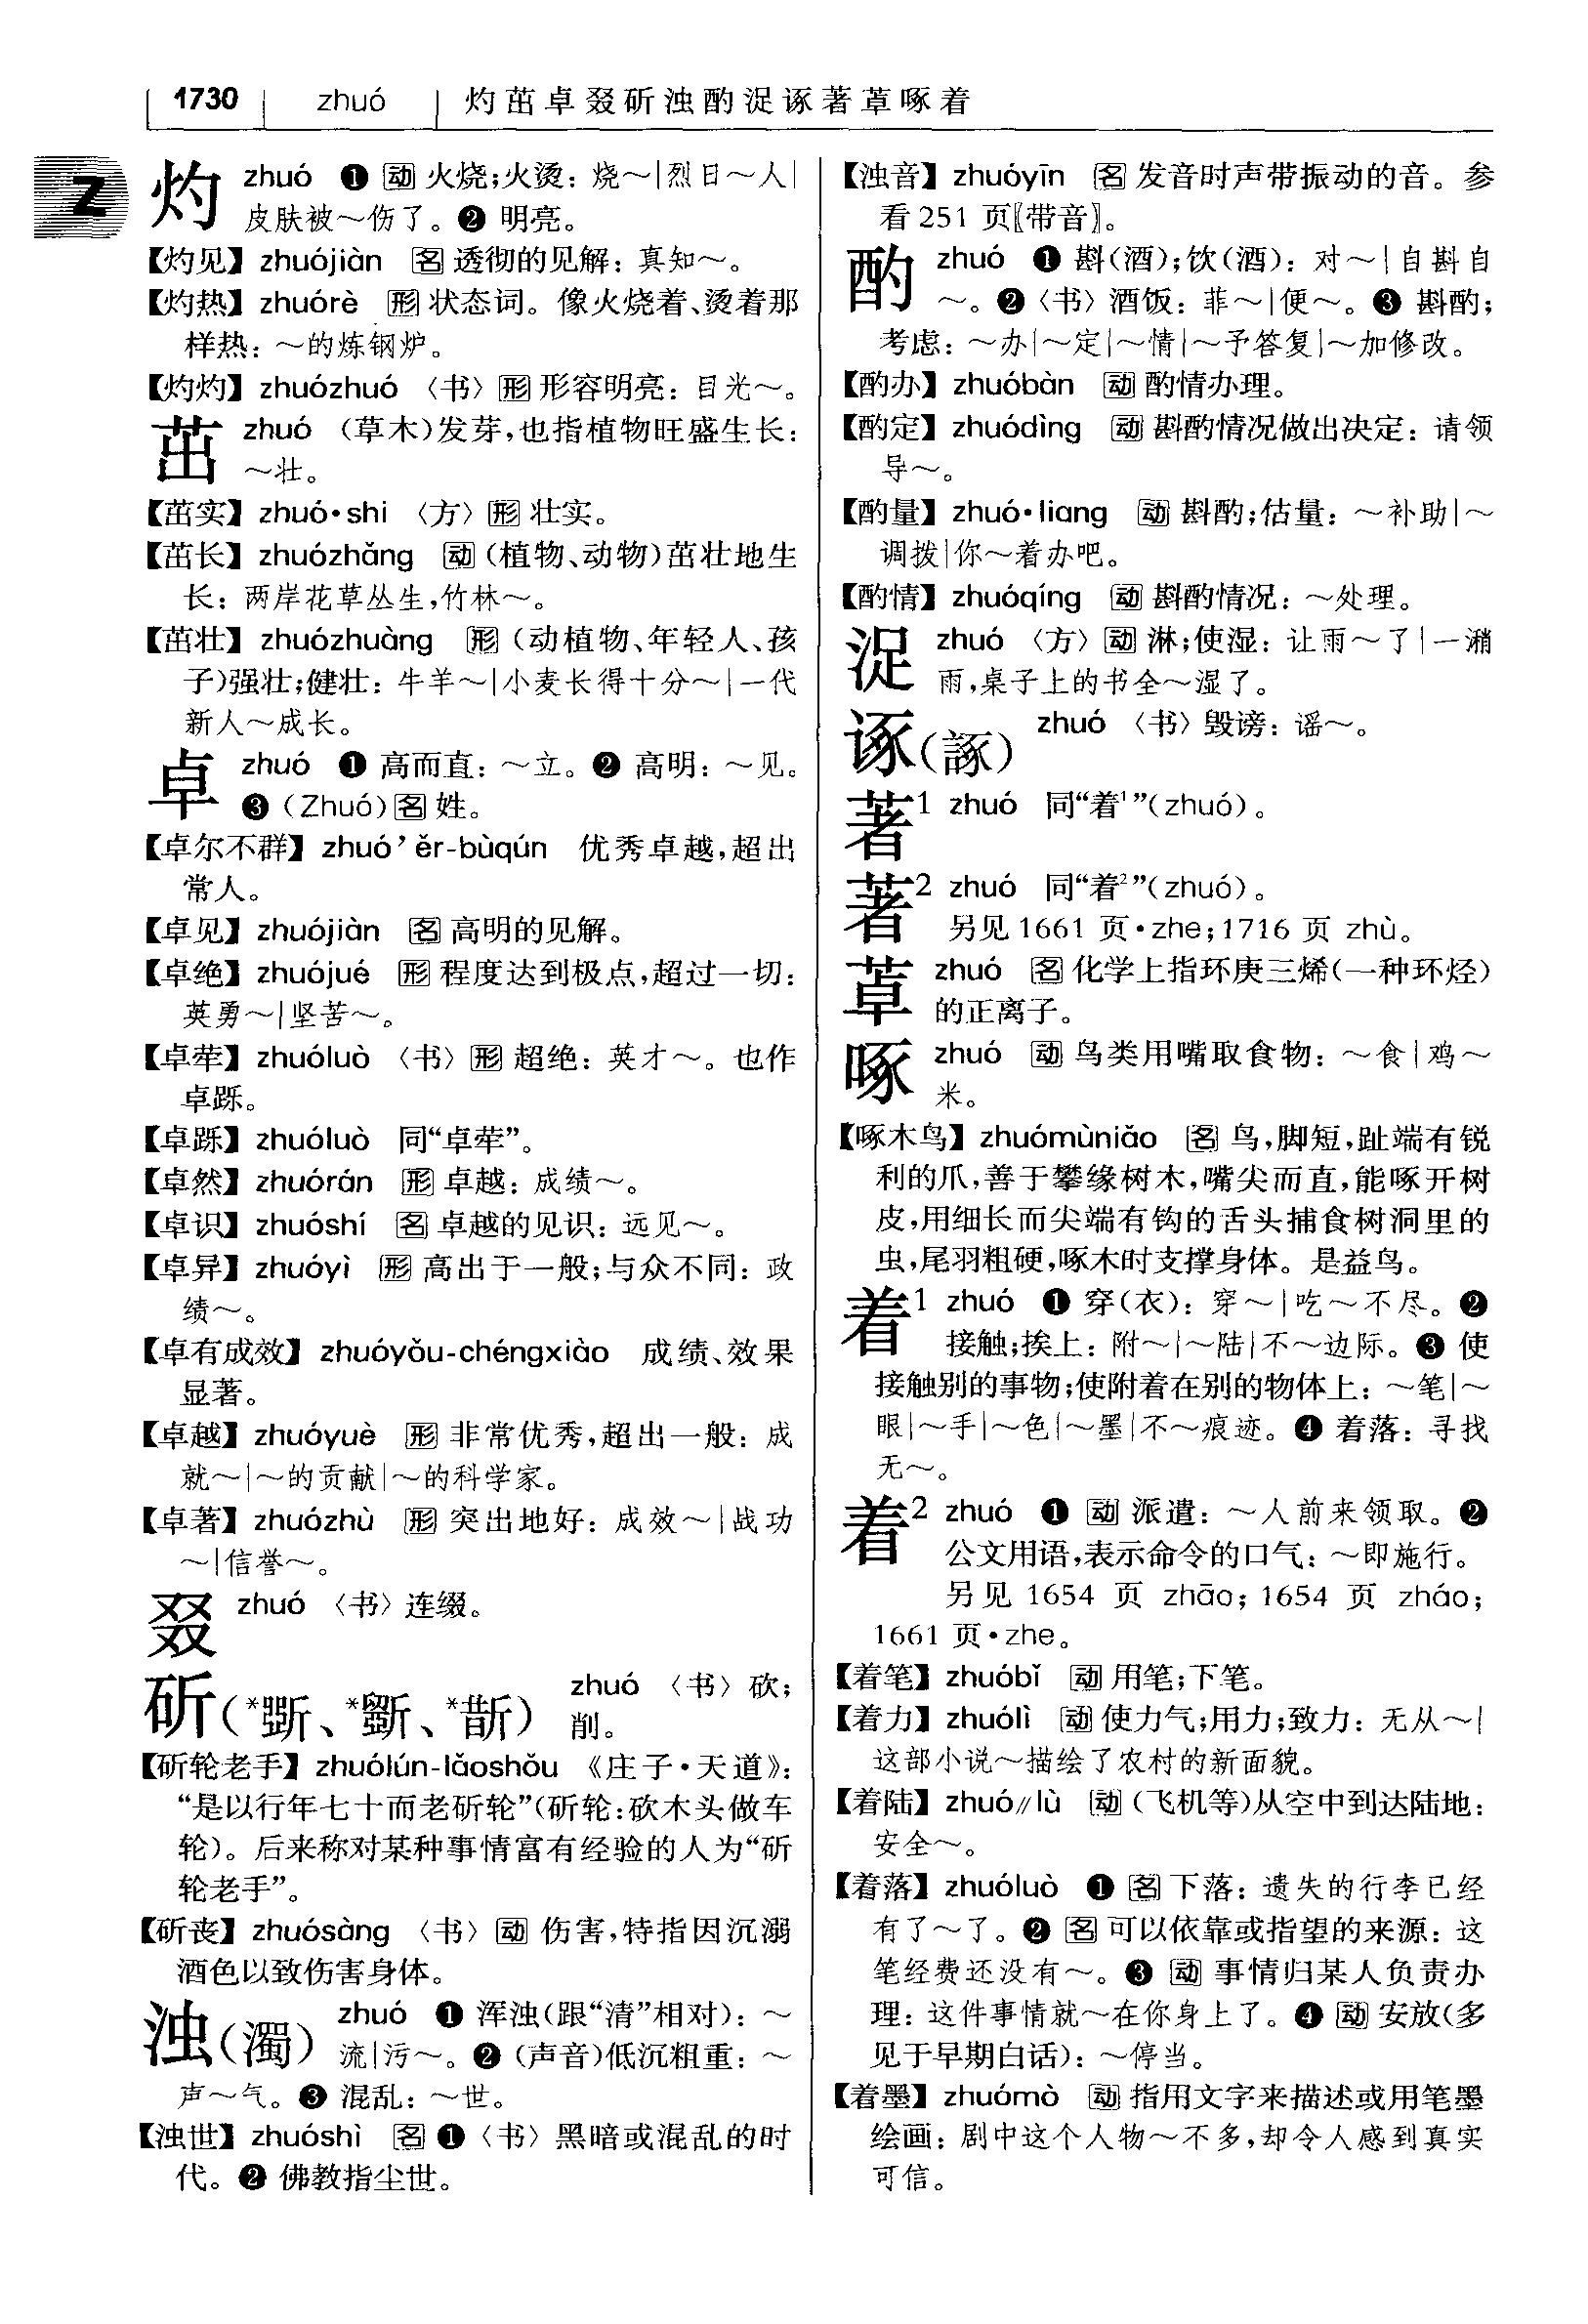 1730 zhuó 灼茁卓叕斫浊酌浞诼著䓬啄着
Z
灼 zhuó ❶ 动 火烧;火烫：烧～|烈日～人|
皮肤被～伤了。❷ 明亮。
【灼见】zhuójiàn 名 透彻的见解：真知～。
【灼热】zhuórè 形 状态词。像火烧着、烫着那
样热：～的炼钢炉。
【灼灼】zhuózhuó 〈书〉形 形容明亮：目光～。
茁 zhuó (草木)发芽,也指植物旺盛生长：
～壮。
【茁实】zhuó•shi 〈方〉形 壮实。
【茁长】zhuózhǎng 动 (植物、动物)茁壮地生
长：两岸花草丛生,竹林～。
【茁壮】zhuózhuàng 形 (动植物、年轻人、孩
子)强壮;健壮：牛羊～|小麦长得十分～|一代
新人～成长。
卓 zhuó ❶ 高而直：～立。❷ 高明：～见。
❸ (Zhuó) 名 姓。
【卓尔不群】zhuó’ěr-bùqún 优秀卓越,超出
常人。
【卓见】zhuójiàn 名 高明的见解。
【卓绝】zhuójué 形 程度达到极点,超过一切：
英勇～|坚苦～。
【卓荦】zhuóluò 〈书〉形 超绝：英才～。也作
卓跞。
【卓跞】zhuóluò 同“卓荦”。
【卓然】zhuórán 形 卓越：成绩～。
【卓识】zhuóshí 名 卓越的见识：远见～。
【卓异】zhuóyì 形 高出于一般;与众不同：政
绩～。
【卓有成效】zhuóyǒu-chéngxiào 成绩、效果
显著。
【卓越】zhuóyuè 形 非常优秀,超出一般：成
就～|～的贡献|～的科学家。
【卓著】zhuózhù 形 突出地好：成效～|战功
～|信誉～。
叕 zhuó 〈书〉连缀。
斫(*斲、*斵、*斮) zhuó 〈书〉砍;
削。
【斫轮老手】zhuólún-lǎoshǒu 《庄子•天道》：
“是以行年七十而老斫轮”(斫轮：砍木头做车
轮)。后来称对某种事情富有经验的人为“斫
轮老手”。
【斫丧】zhuósàng 〈书〉动 伤害,特指因沉溺
酒色以致伤害身体。
浊(濁) zhuó ❶ 浑浊(跟“清”相对)：～
流|污～。❷ (声音)低沉粗重：～
声～气。❸ 混乱：～世。
【浊世】zhuóshì 名 ❶〈书〉黑暗或混乱的时
代。❷ 佛教指尘世。
【浊音】zhuóyīn 名 发音时声带振动的音。参
看251页〖带音〗。
酌 zhuó ❶ 斟(酒);饮(酒)：对～|自斟自
～。❷〈书〉酒饭：菲～|便～。❸ 斟酌;
考虑：～办|～定|～情|～予答复|～加修改。
【酌办】zhuóbàn 动 酌情办理。
【酌定】zhuódìng 动 斟酌情况做出决定：请领
导～。
【酌量】zhuó•liang 动 斟酌;估量：～补助|～
调拨|你～着办吧。
【酌情】zhuóqíng 动 斟酌情况：～处理。
浞 zhuó 〈方〉动 淋;使湿：让雨～了|一潲
雨,桌子上的书全～湿了。
诼(諑) zhuó 〈书〉毁谤：谣～。
著1 zhuó 同“着1”(zhuó)。
著2 zhuó 同“着2”(zhuó)。
另见1661页•zhe;1716页 zhù。
䓬 zhuó 名 化学上指环庚三烯(一种环烃)
的正离子。
啄 zhuó 动 鸟类用嘴取食物：～食|鸡～
米。
【啄木鸟】zhuómùniǎo 名 鸟,脚短,趾端有锐
利的爪,善于攀缘树木,嘴尖而直,能啄开树
皮,用细长而尖端有钩的舌头捕食树洞里的
虫,尾羽粗硬,啄木时支撑身体。是益鸟。
着1 zhuó ❶ 穿(衣)：穿～|吃～不尽。❷
接触;挨上：附～|～陆|不～边际。❸ 使
接触别的事物;使附着在别的物体上：～笔|～
眼|～手|～色|～墨|不～痕迹。❹ 着落：寻找
无～。
着2 zhuó ❶ 动 派遣：～人前来领取。❷
公文用语,表示命令的口气：～即施行。
另见1654页 zhāo;1654页 zháo;
1661页•zhe。
【着笔】zhuóbǐ 动 用笔;下笔。
【着力】zhuólì 动 使力气;用力;致力：无从～|
这部小说～描绘了农村的新面貌。
【着陆】zhuó∥lù 动 (飞机等)从空中到达陆地：
安全～。
【着落】zhuóluò ❶ 名 下落：遗失的行李已经
有了～了。❷ 名 可以依靠或指望的来源：这
笔经费还没有～。❸ 动 事情归某人负责办
理：这件事情就～在你身上了。❹ 动 安放(多
见于早期白话)：～停当。
【着墨】zhuómò 动 指用文字来描述或用笔墨
绘画：剧中这个人物～不多,却令人感到真实
可信。